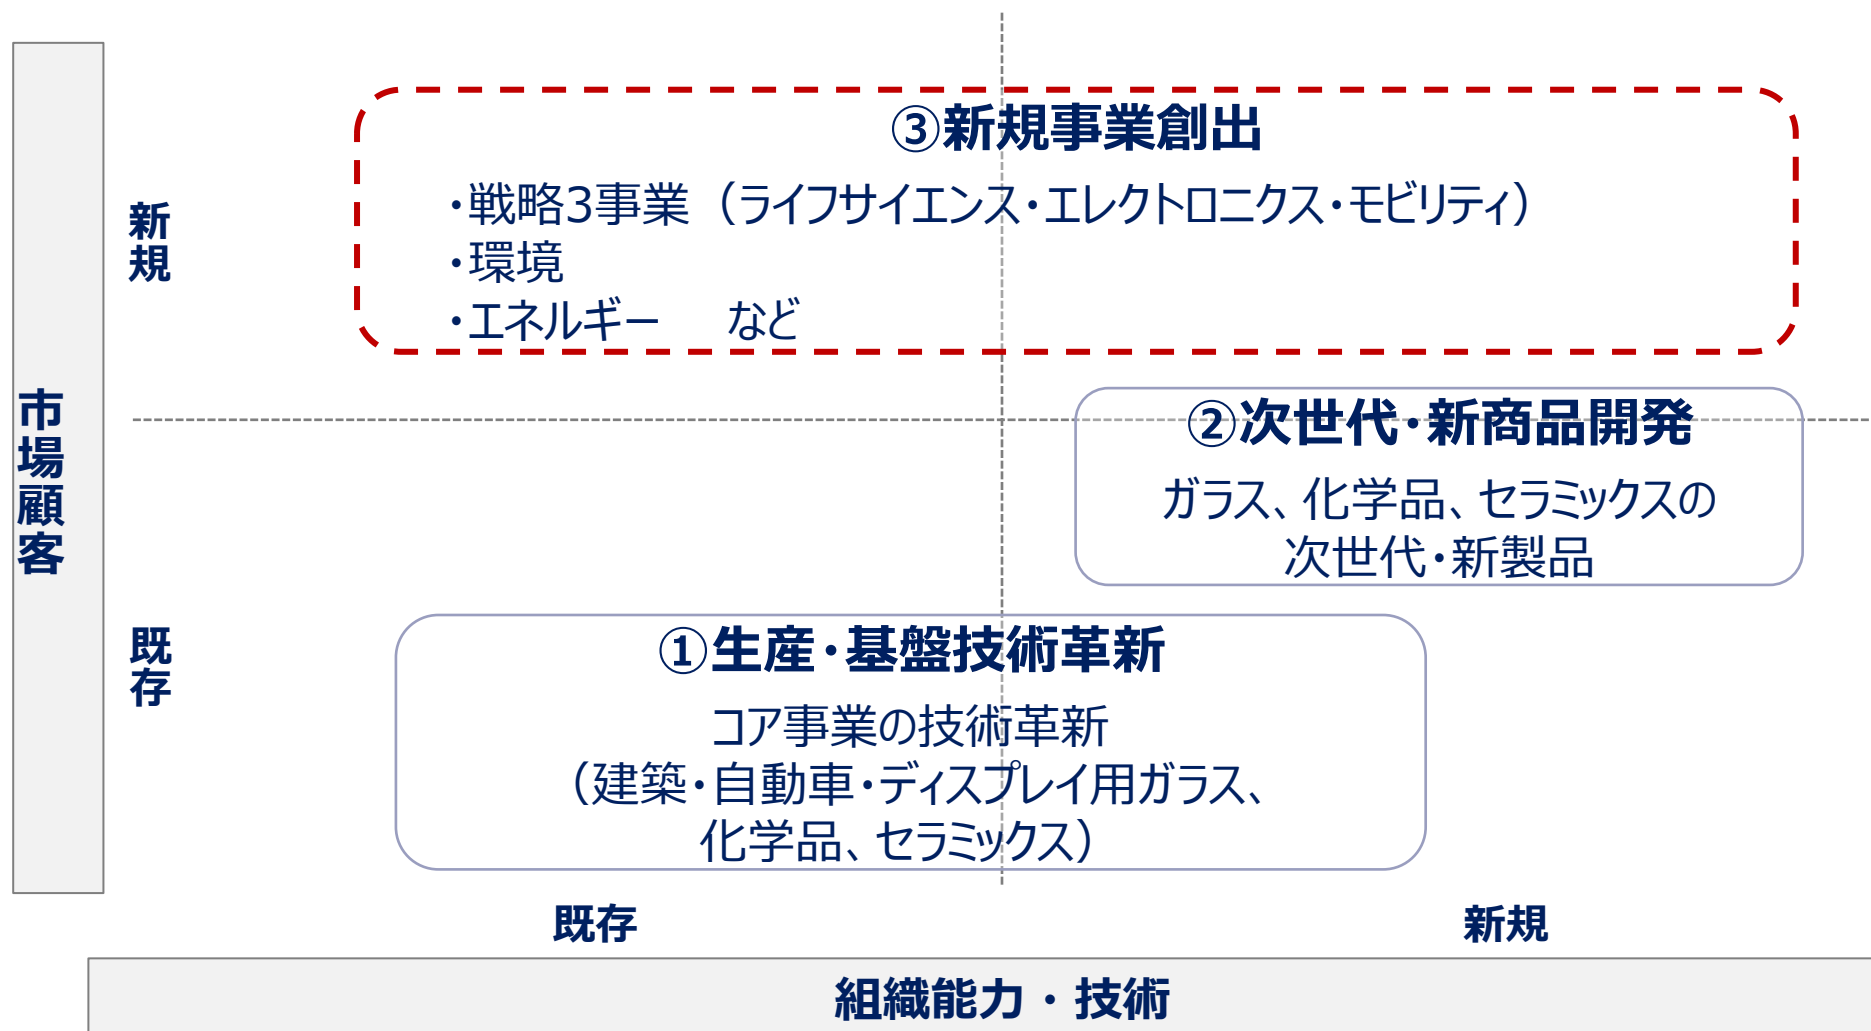 ③新規事業創出
・戦略3事業（ライフサイエンス・エレクトロニクス・モビリティ）
・環境
・エネルギー　など
新規
市場顧客
②次世代・新商品開発
ガラス、化学品、セラミックスの
次世代・新製品
既存
①生産・基盤技術革新
コア事業の技術革新
（建築・自動車・ディスプレイ用ガラス、
化学品、セラミックス）
既存
新規
組織能力・技術